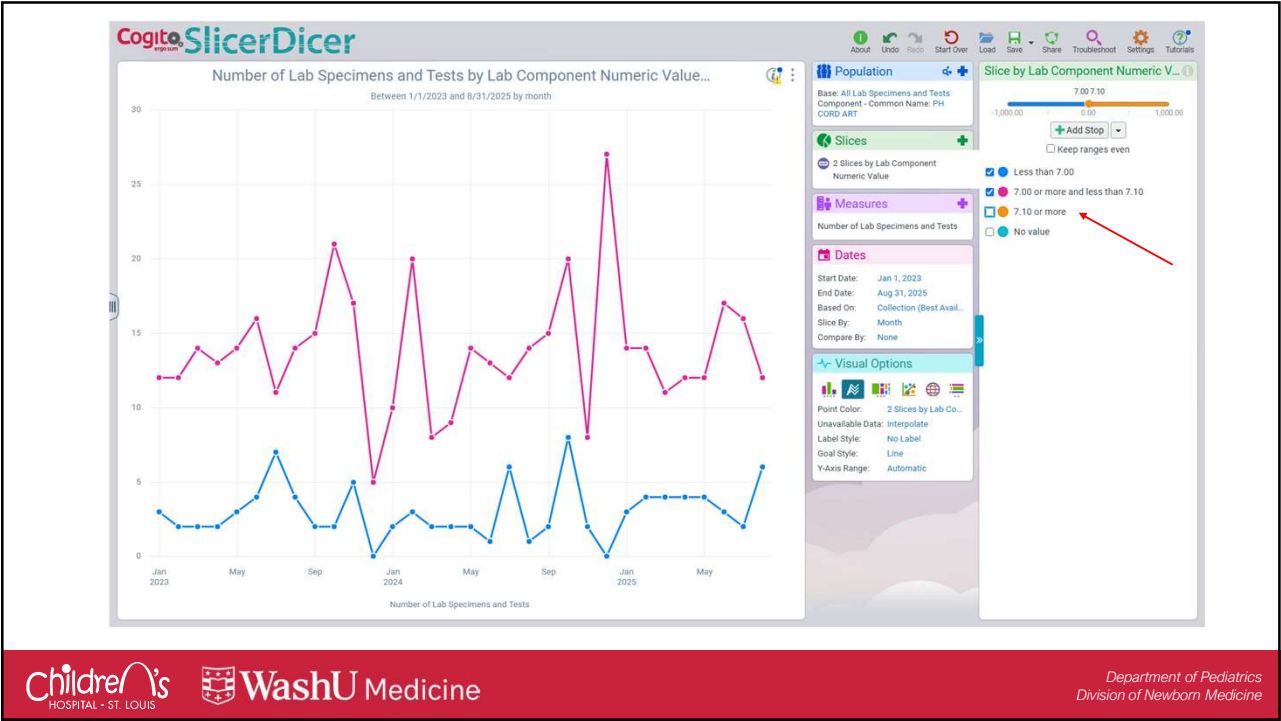 Cogito
ergo sum
SlicerDicer
About Undo Redo Start Over Load Save Share Troubleshoot Settings Tutorials
Number of Lab Specimens and Tests by Lab Component Numeric Value...
Between 1/1/2023 and 8/31/2025 by month
30
25
20
15
10
5
0
Jan May Sep Jan May Sep Jan May
2023 2024 2025
Number of Lab Specimens and Tests
Population
Base: All Lab Specimens and Tests
Component - Common Name: PH
CORD ART
Slices
2 Slices by Lab Component
Numeric Value
Measures
Number of Lab Specimens and Tests
Dates
Start Date: Jan 1, 2023
End Date: Aug 31, 2025
Based On: Collection (Best Avail...
Slice By: Month
Compare By: None
Visual Options
Point Color: 2 Slices by Lab Co...
Unavailable Data: Interpolate
Label Style: No Label
Goal Style: Line
Y-Axis Range: Automatic
Slice by Lab Component Numeric V...
7.00 7.10
-1,000.00 0.00 1,000.00
Add Stop
Keep ranges even
Less than 7.00
7.00 or more and less than 7.10
7.10 or more
No value
Children's
HOSPITAL • ST. LOUIS
WashU Medicine
Department of Pediatrics
Division of Newborn Medicine